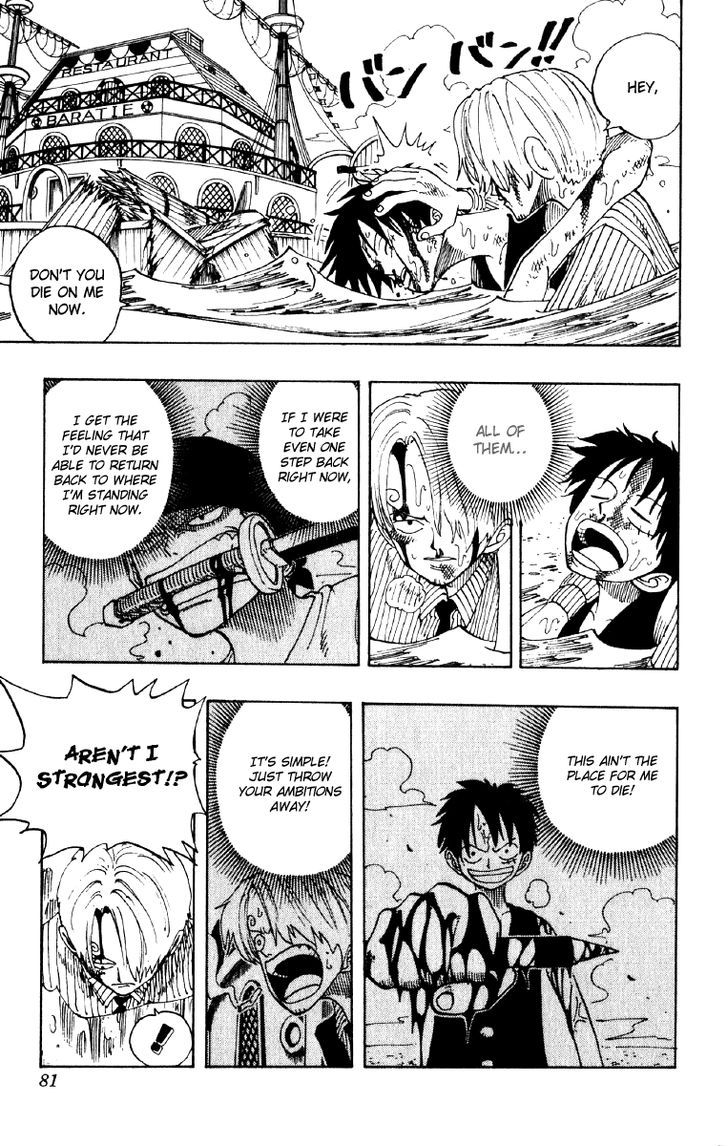 HEY,
バン バン!!
RESTAURANT
BARATIE
DON'T YOU
DIE ON ME
NOW.
ALL OF
THEM...
IF I WERE
TO TAKE
EVEN ONE
STEP BACK
RIGHT NOW,
I GET THE
FEELING THAT
I'D NEVER BE
ABLE TO RETURN
BACK TO WHERE
I'M STANDING
RIGHT NOW.
THIS AIN'T THE
PLACE FOR ME
TO DIE!
IT'S SIMPLE!
JUST THROW
YOUR AMBITIONS
AWAY!
AREN'T I
STRONGEST!?
!
81